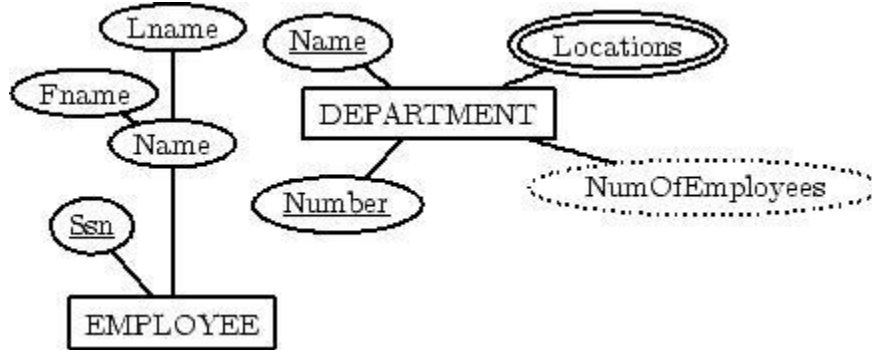 Lname
Name
Locations
Fname
DEPARTMENT
Name
NumOfEmployees
Number
Ssn
EMPLOYEE